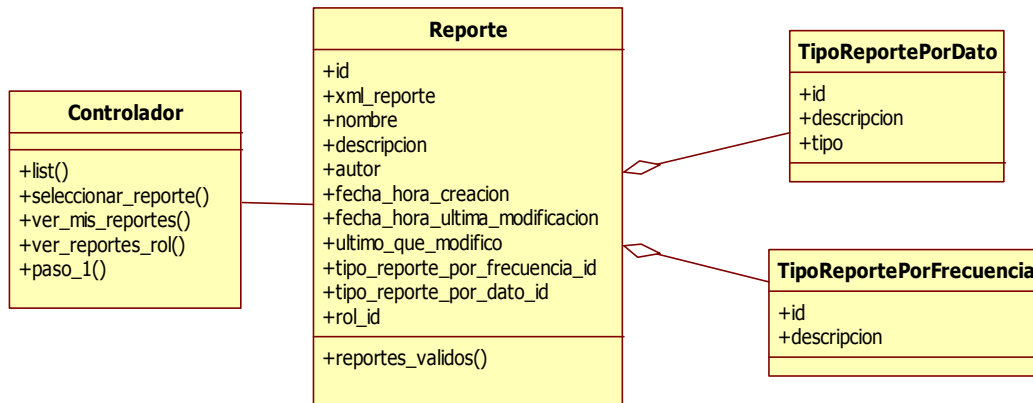 Controlador
+list()
+seleccionar_reporte()
+ver_mis_reportes()
+ver_reportes_rol()
+paso_1()
Reporte
+id
+xml_reporte
+nombre
+descripcion
+autor
+fecha_hora_creacion
+fecha_hora_ultima_modificacion
+ultimo_que_modifico
+tipo_reporte_por_frecuencia_id
+tipo_reporte_por_dato_id
+rol_id
+reportes_validos()
TipoReportePorDato
+id
+descripcion
+tipo
TipoReportePorFrecuencia
+id
+descripcion